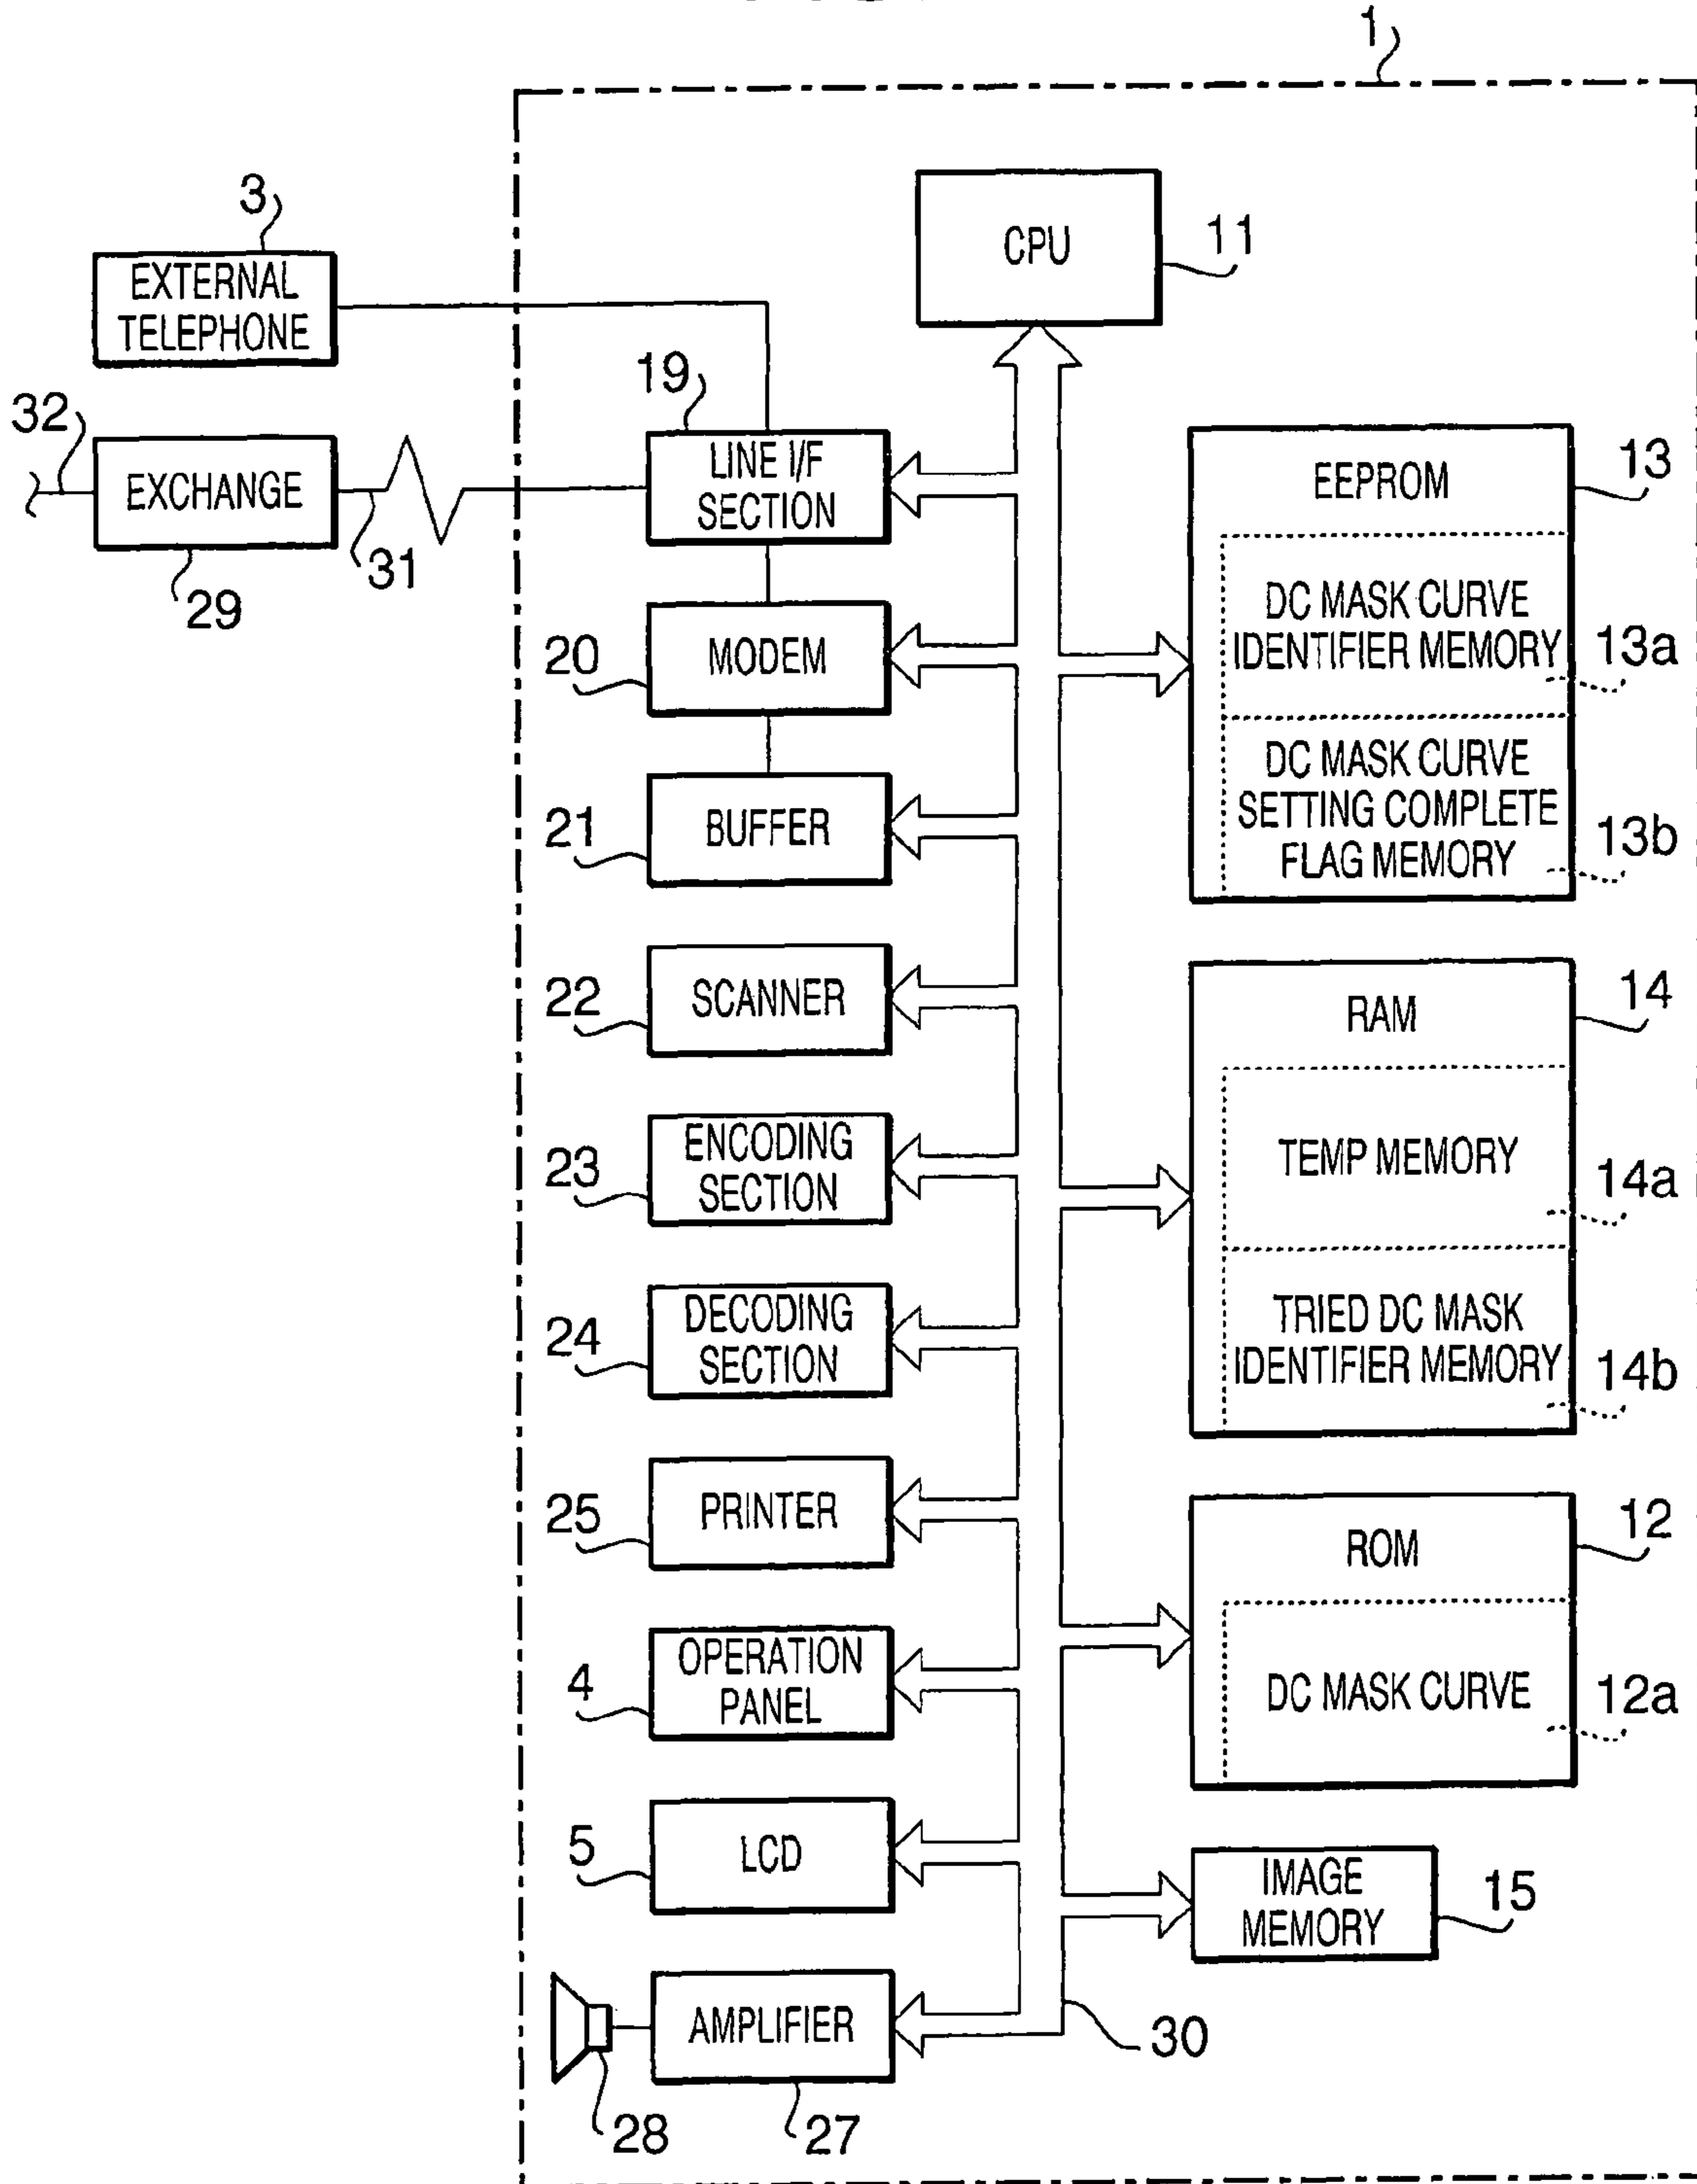 1
3
EXTERNAL
TELEPHONE
CPU
11
32
EXCHANGE
29
31
19
LINE I/F
SECTION
20
MODEM
21
BUFFER
22
SCANNER
23
ENCODING
SECTION
24
DECODING
SECTION
25
PRINTER
4
OPERATION
PANEL
5
LCD
28
AMPLIFIER
27
30
EEPROM
13
DC MASK CURVE
IDENTIFIER MEMORY
13a
DC MASK CURVE
SETTING COMPLETE
FLAG MEMORY
13b
RAM
14
TEMP MEMORY
14a
TRIED DC MASK
IDENTIFIER MEMORY
14b
ROM
12
DC MASK CURVE
12a
IMAGE
MEMORY
15